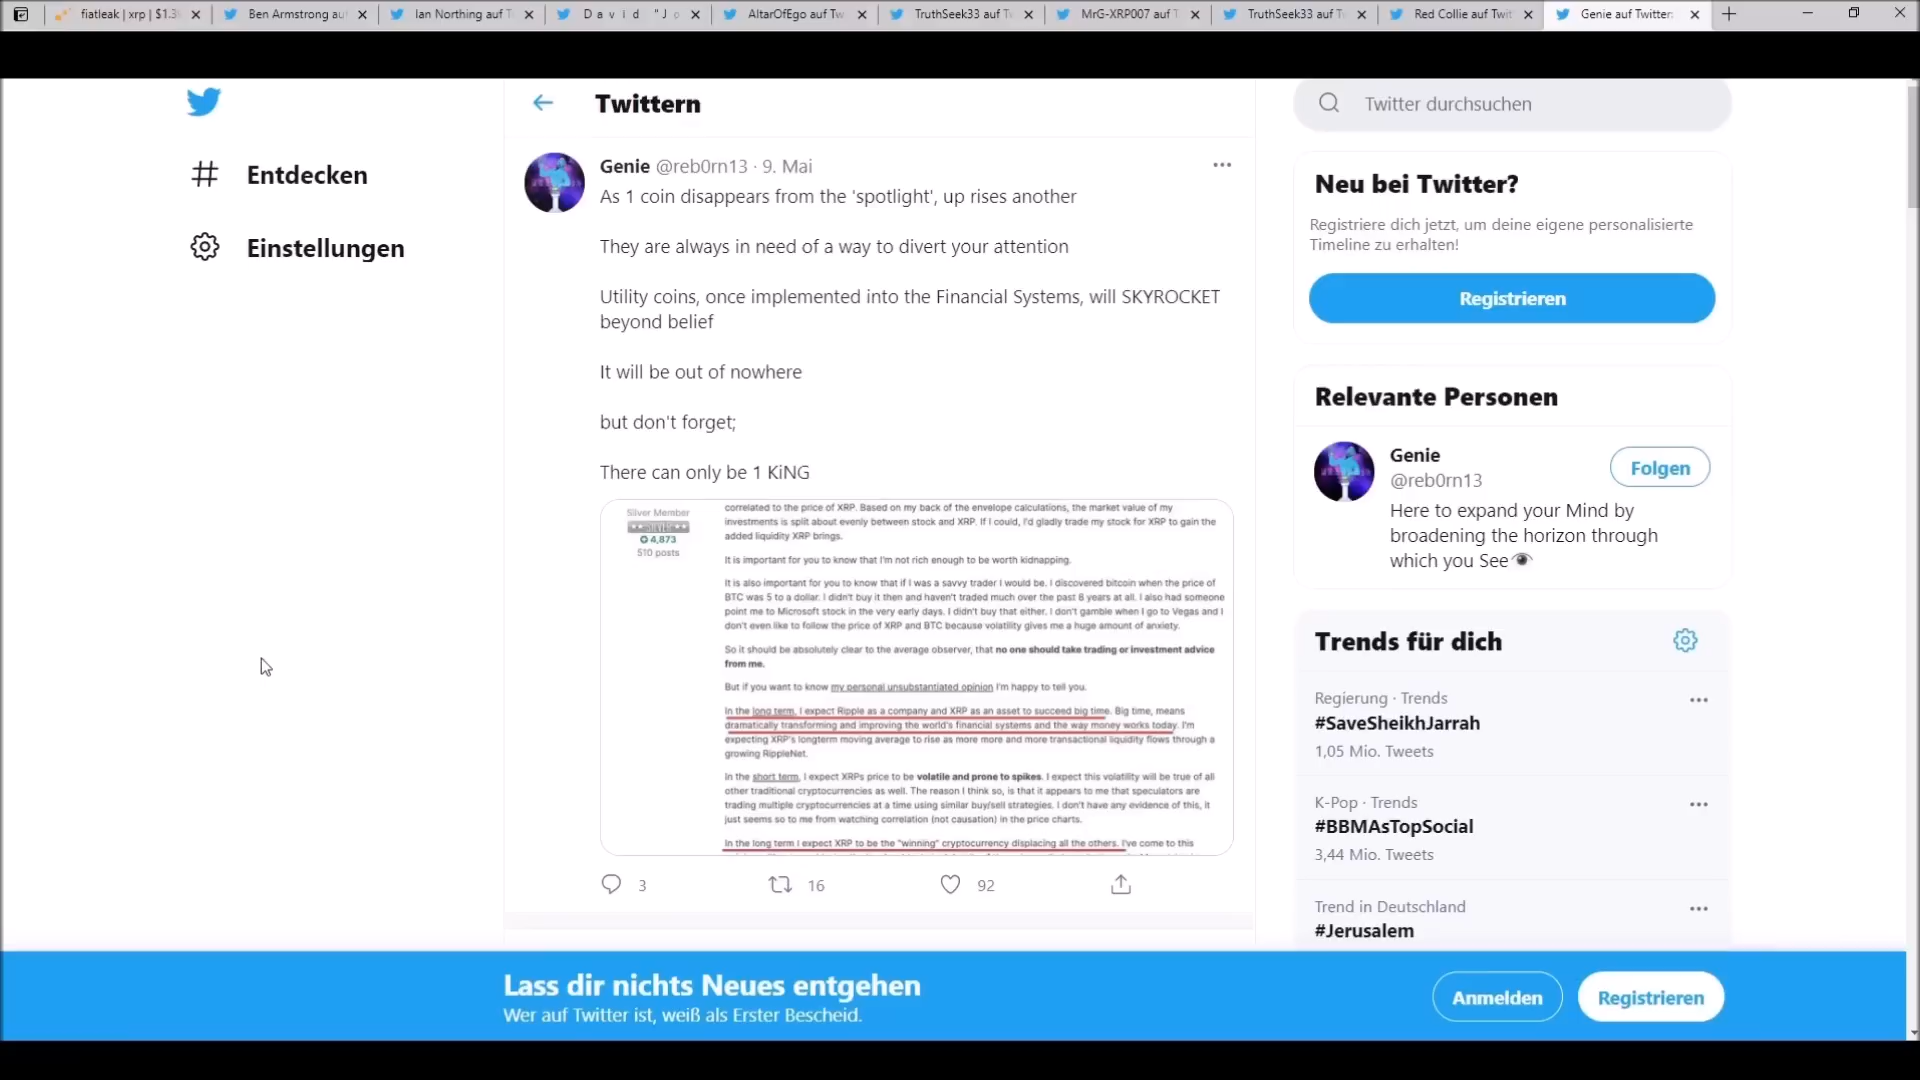 fiatleak | xrp | $1.3
Ben Armstrong au
Ian Northing auf T
D a v i d "J o
AltarOfEgo auf Tw
TruthSeek33 auf T
MrG-XRP007 auf T
TruthSeek33 auf T
Red Collie auf Twit
Genie auf Twitter:
Twittern
Twitter durchsuchen
Entdecken
Einstellungen
Genie @reb0rn13 · 9. Mai
As 1 coin disappears from the 'spotlight', up rises another
They are always in need of a way to divert your attention
Utility coins, once implemented into the Financial Systems, will SKYROCKET
beyond belief
It will be out of nowhere
but don't forget;
There can only be 1 KiNG
Silver Member
SILVER
4,873
510 posts
correlated to the price of XRP. Based on my back of the envelope calculations, the market value of my
investments is split about evenly between stock and XRP. If I could, I'd gladly trade my stock for XRP to gain the
added liquidity XRP brings.
It is important for you to know that I'm not rich enough to be worth kidnapping.
It is also important for you to know that if I was a savvy trader I would be. I discovered bitcoin when the price of
BTC was 5 to a dollar. I didn't buy it then and haven't traded much over the past 8 years at all. I also had someone
point me to Microsoft stock in the very early days. I didn't buy that either. I don't gamble when I go to Vegas and I
don't even like to follow the price of XRP and BTC because volatility gives me a huge amount of anxiety.
So it should be absolutely clear to the average observer, that no one should take trading or investment advice
from me.
But if you want to know my personal unsubstantiated opinion I'm happy to tell you.
In the long term, I expect Ripple as a company and XRP as an asset to succeed big time. Big time, means
dramatically transforming and improving the world's financial systems and the way money works today. I'm
expecting XRP's longterm moving average to rise as more more and more transactional liquidity flows through a
growing RippleNet.
In the short term, I expect XRPs price to be volatile and prone to spikes. I expect this volatility will be true of all
other traditional cryptocurrencies as well. The reason I think so, is that it appears to me that speculators are
trading multiple cryptocurrencies at a time using similar buy/sell strategies. I don't have any evidence of this, it
just seems so to me from watching correlation (not causation) in the price charts.
In the long term I expect XRP to be the "winning" cryptocurrency displacing all the others. I've come to this
3
16
92
Neu bei Twitter?
Registriere dich jetzt, um deine eigene personalisierte
Timeline zu erhalten!
Registrieren
Relevante Personen
Genie
@reb0rn13
Folgen
Here to expand your Mind by
broadening the horizon through
which you See
Trends für dich
Regierung · Trends
#SaveSheikhJarrah
1,05 Mio. Tweets
K-Pop · Trends
#BBMAsTopSocial
3,44 Mio. Tweets
Trend in Deutschland
#Jerusalem
Lass dir nichts Neues entgehen
Wer auf Twitter ist, weiß als Erster Bescheid.
Anmelden
Registrieren